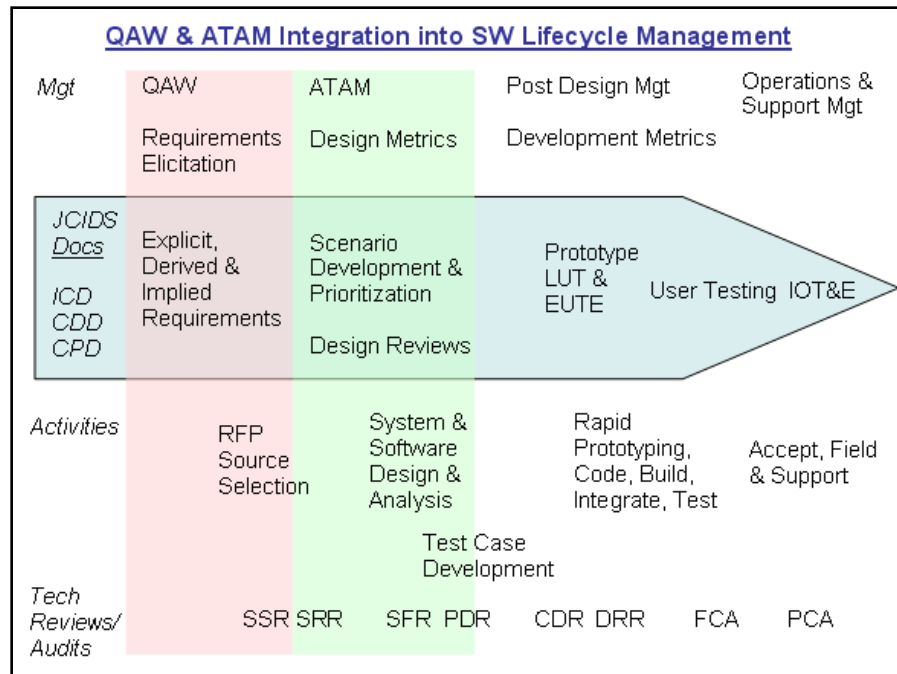 QAW & ATAM Integration into SW Lifecycle Management
Mgt
QAW
Requirements
Elicitation
ATAM
Design Metrics
Post Design Mgt
Development Metrics
Operations &
Support Mgt
JCIDS
Docs
ICD
CDD
CPD
Explicit,
Derived &
Implied
Requirements
Scenario
Development &
Prioritization
Design Reviews
Prototype
LUT &
EUTE
User Testing
IOT&E
Activities
RFP
Source
Selection
System &
Software
Design &
Analysis
Rapid
Prototyping,
Code, Build,
Integrate, Test
Accept, Field
& Support
Test Case
Development
Tech
Reviews/
Audits
SSR SRR SFR PDR CDR DRR FCA PCA